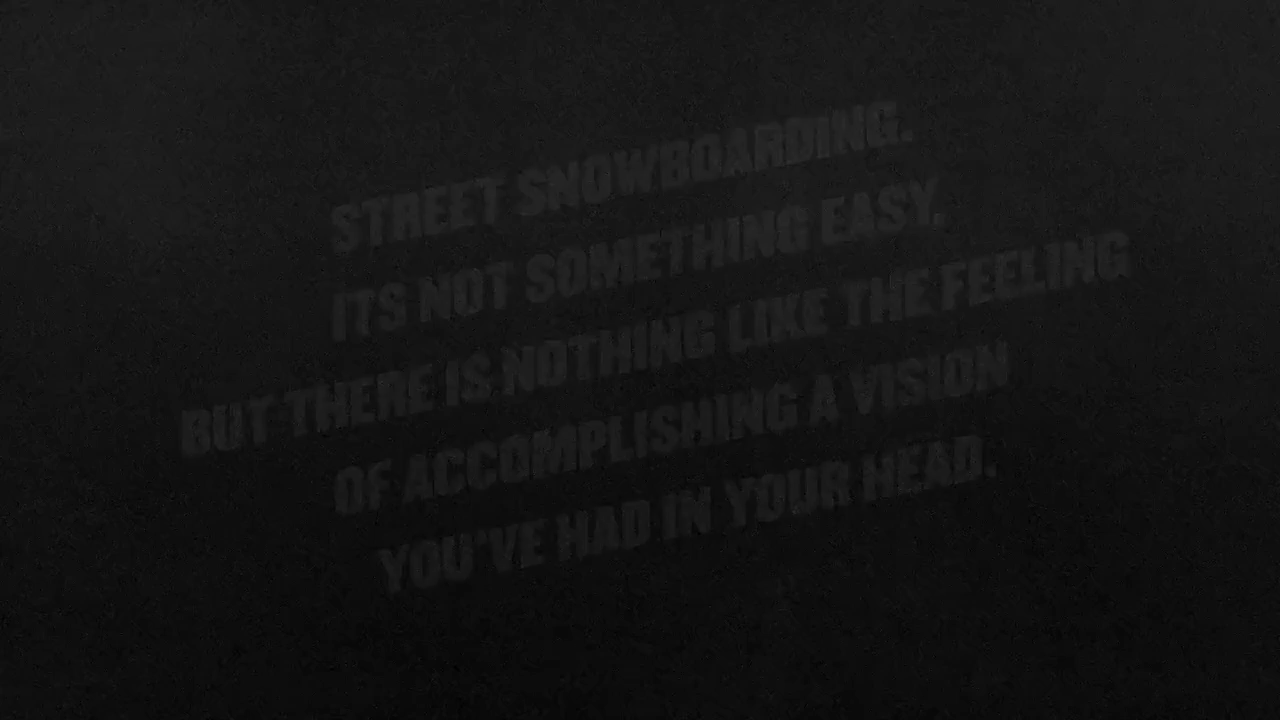 STREET SNOWBOARDING.
ITS NOT SOMETHING EASY.
BUT THERE IS NOTHING LIKE THE FEELING
OF ACCOMPLISHING A VISION
YOU'VE HAD IN YOUR HEAD.